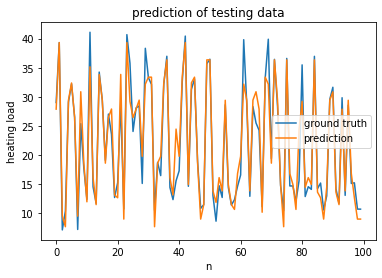 prediction of testing data
heating load
40
35
30
25
20
15
10
ground truth
prediction
0 20 40 60 80 100
n